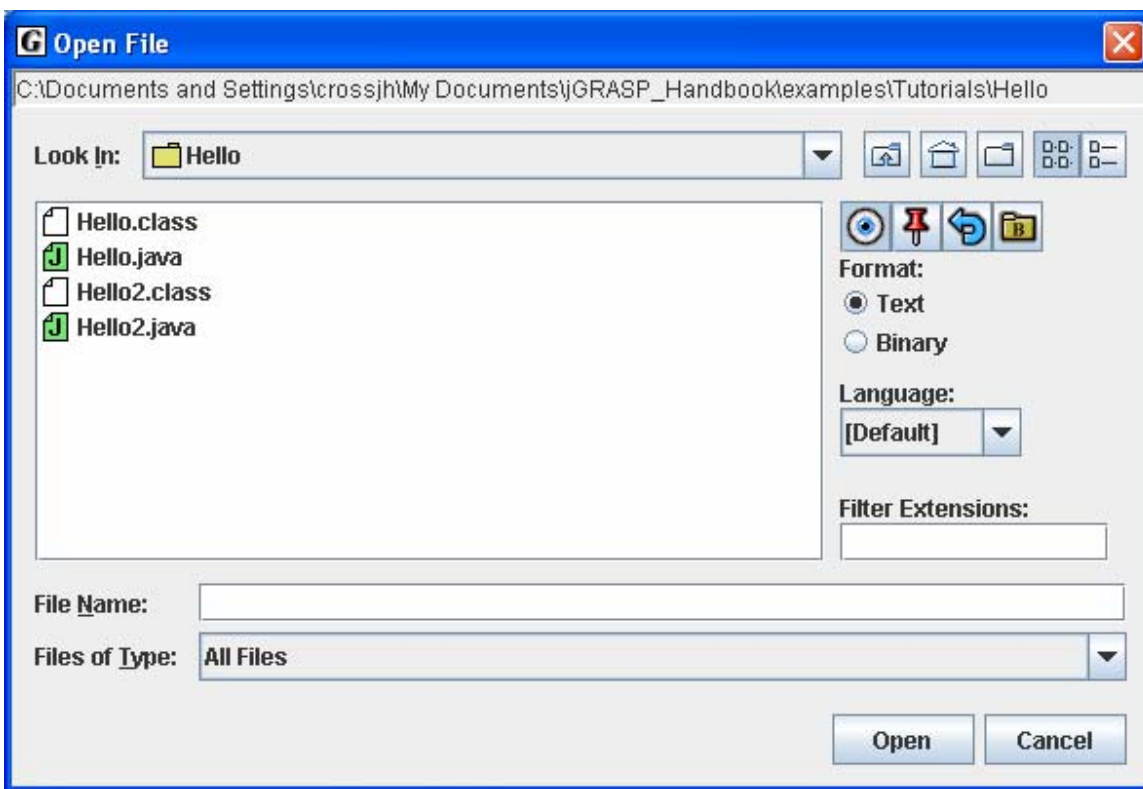 G Open File
C:\Documents and Settings\crossjh\My Documents\jGRASP_Handbook\examples\Tutorials\Hello
Look In: Hello
Hello.class
J Hello.java
Hello2.class
J Hello2.java
B
Format:
Text
Binary
Language:
[Default]
Filter Extensions:
File Name:
Files of Type: All Files
Open Cancel